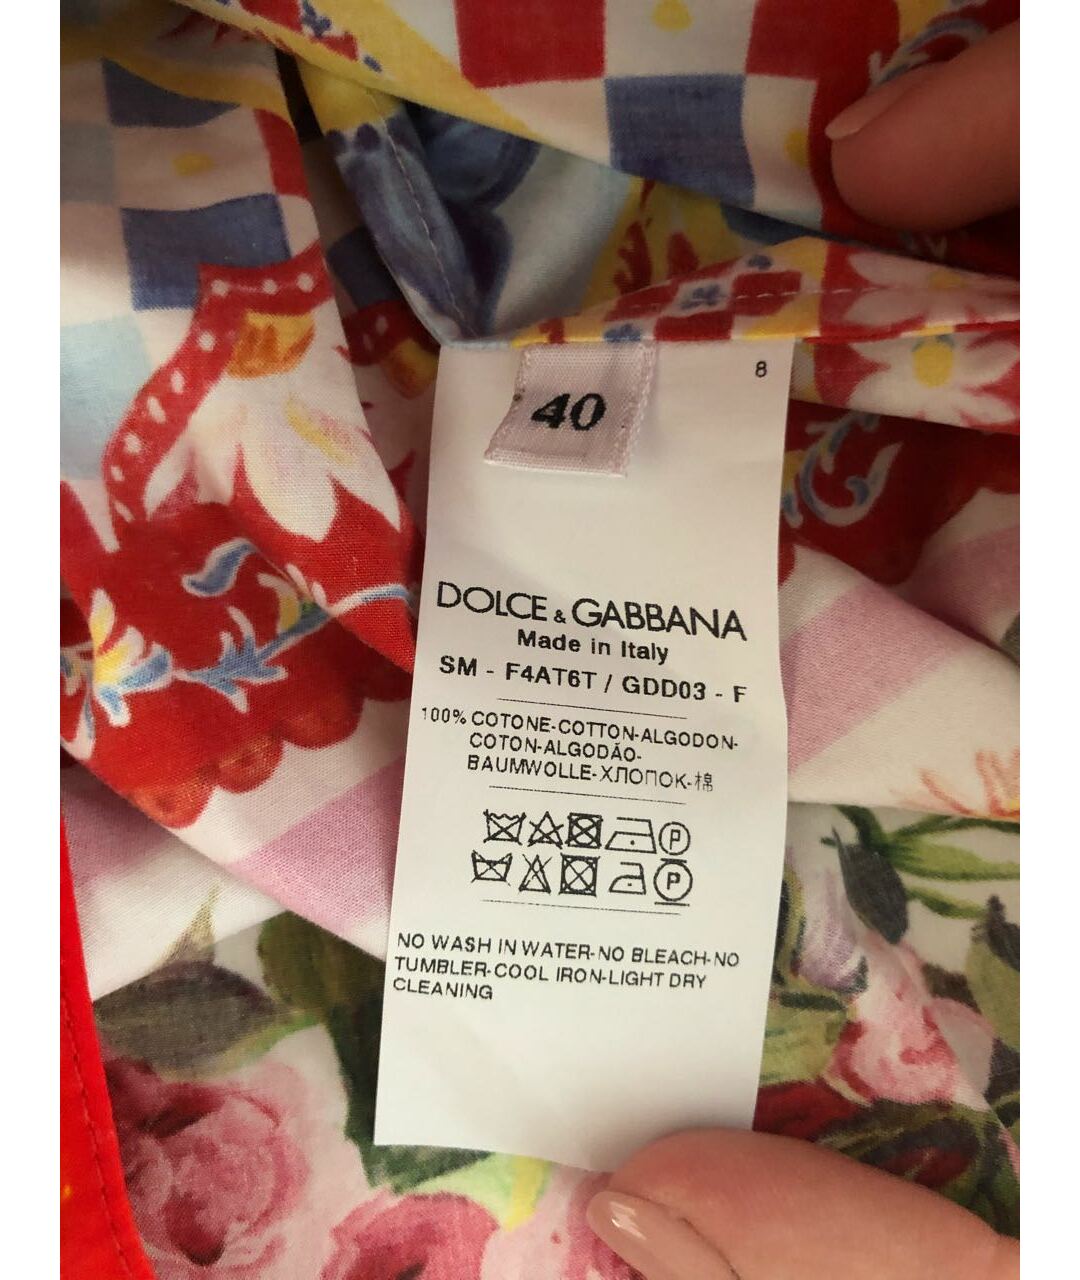 8
40
DOLCE & GABBANA
Made in Italy
SM - F4AT6T / GDD03 - F
100% COTONE-COTTON-ALGODON-
COTON-ALGODÃO-
BAUMWOLLE-ХЛОПОК-棉
P
P
NO WASH IN WATER-NO BLEACH-NO
TUMBLER-COOL IRON-LIGHT DRY
CLEANING